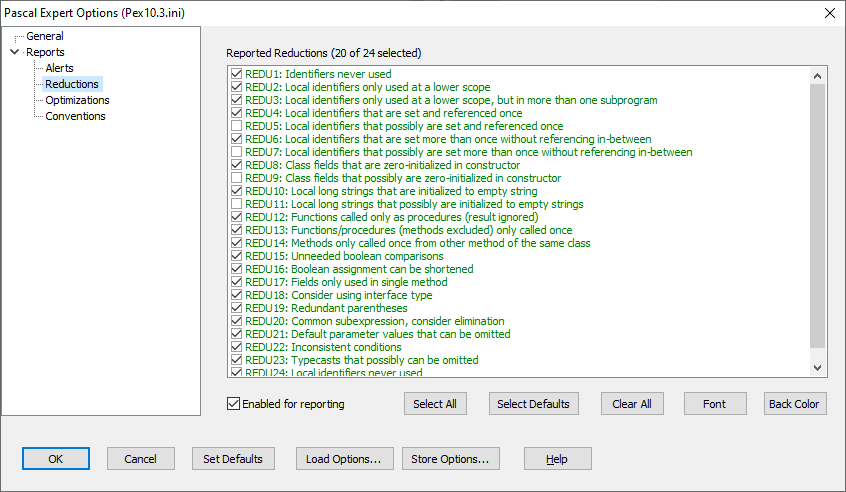 Pascal Expert Options (Pex10.3.ini)
General
Reports
Alerts
Reductions
Optimizations
Conventions
Reported Reductions (20 of 24 selected)
REDU1: Identifiers never used
REDU2: Local identifiers only used at a lower scope
REDU3: Local identifiers only used at a lower scope, but in more than one subprogram
REDU4: Local identifiers that are set and referenced once
REDU5: Local identifiers that possibly are set and referenced once
REDU6: Local identifiers that are set more than once without referencing in-between
REDU7: Local identifiers that possibly are set more than once without referencing in-between
REDU8: Class fields that are zero-initialized in constructor
REDU9: Class fields that possibly are zero-initialized in constructor
REDU10: Local long strings that are initialized to empty string
REDU11: Local long strings that possibly are initialized to empty strings
REDU12: Functions called only as procedures (result ignored)
REDU13: Functions/procedures (methods excluded) only called once
REDU14: Methods only called once from other method of the same class
REDU15: Unneeded boolean comparisons
REDU16: Boolean assignment can be shortened
REDU17: Fields only used in single method
REDU18: Consider using interface type
REDU19: Redundant parentheses
REDU20: Common subexpression, consider elimination
REDU21: Default parameter values that can be omitted
REDU22: Inconsistent conditions
REDU23: Typecasts that possibly can be omitted
REDU24: Local identifiers never used
Enabled for reporting
Select All
Select Defaults
Clear All
Font
Back Color
OK
Cancel
Set Defaults
Load Options...
Store Options...
Help